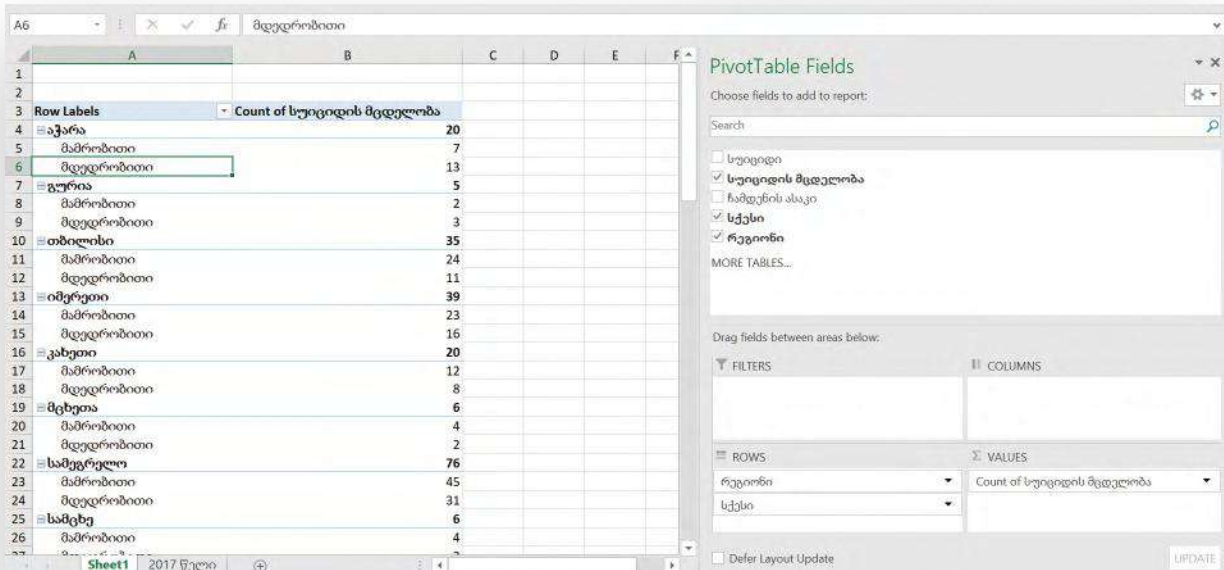 A6 fx მდედრობითი
A B C D E F
1
2
3 Row Labels Count of სუიციდის მცდელობა
4 აჭარა 20
5 მამრობითი 7
6 მდედრობითი 13
7 გურია 5
8 მამრობითი 2
9 მდედრობითი 3
10 თბილისი 35
11 მამრობითი 24
12 მდედრობითი 11
13 იმერეთი 39
14 მამრობითი 23
15 მდედრობითი 16
16 კახეთი 20
17 მამრობითი 12
18 მდედრობითი 8
19 მცხეთა 6
20 მამრობითი 4
21 მდედრობითი 2
22 სამეგრელო 76
23 მამრობითი 45
24 მდედრობითი 31
25 სამცხე 6
26 მამრობითი 4
Sheet1 2017 წელი
PivotTable Fields
Choose fields to add to report:
Search
სუიციდი
სუიციდის მცდელობა
ჩამდენის ასაკი
სქესი
რეგიონი
MORE TABLES...
Drag fields between areas below:
FILTERS
COLUMNS
ROWS
რეგიონი
სქესი
Σ VALUES
Count of სუიციდის მცდელობა
Defer Layout Update
UPDATE